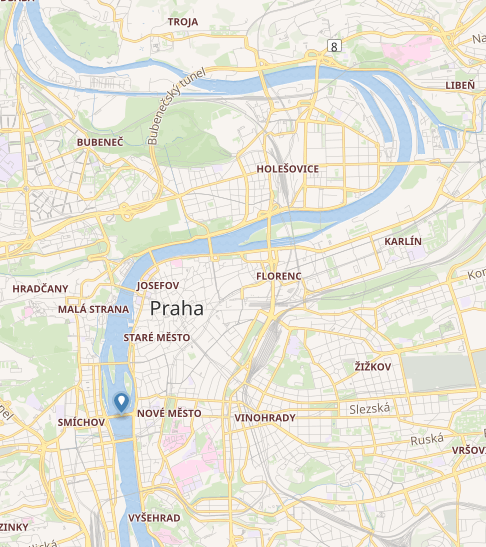 TROJA
8
Na
LIBEŇ
Bubenečský tunel
BUBENEČ
HOLEŠOVICE
KARLÍN
HRADČANY
JOSEFOV
FLORENC
Kon
MALÁ STRANA
Praha
STARÉ MĚSTO
ŽIŽKOV
SMÍCHOV
NOVÉ MĚSTO
VINOHRADY
Slezská
Ruská
VRŠOVI
VYŠEHRAD
ZINKY